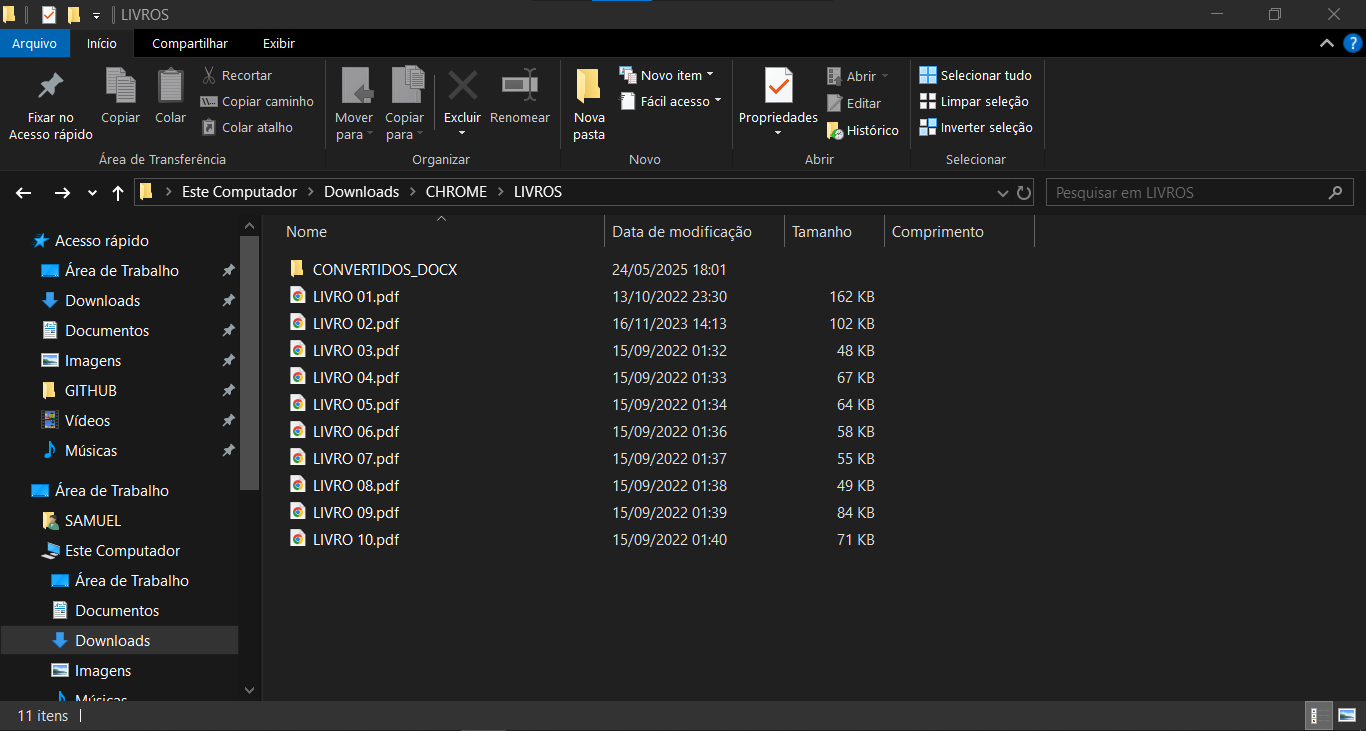 LIVROS
Arquivo Início Compartilhar Exibir
Fixar no Acesso rápido
Copiar
Colar
Recortar
Copiar caminho
Colar atalho
Área de Transferência
Mover para
Copiar para
Excluir
Renomear
Organizar
Nova pasta
Novo item
Fácil acesso
Novo
Propriedades
Abrir
Editar
Histórico
Abrir
Selecionar tudo
Limpar seleção
Inverter seleção
Selecionar
Este Computador Downloads CHROME LIVROS
Pesquisar em LIVROS
Acesso rápido
Área de Trabalho
Downloads
Documentos
Imagens
GITHUB
Vídeos
Músicas
Área de Trabalho
SAMUEL
Este Computador
Área de Trabalho
Documentos
Downloads
Imagens
Músicas
Nome Data de modificação Tamanho Comprimento
CONVERTIDOS_DOCX 24/05/2025 18:01
LIVRO 01.pdf 13/10/2022 23:30 162 KB
LIVRO 02.pdf 16/11/2023 14:13 102 KB
LIVRO 03.pdf 15/09/2022 01:32 48 KB
LIVRO 04.pdf 15/09/2022 01:33 67 KB
LIVRO 05.pdf 15/09/2022 01:34 64 KB
LIVRO 06.pdf 15/09/2022 01:36 58 KB
LIVRO 07.pdf 15/09/2022 01:37 55 KB
LIVRO 08.pdf 15/09/2022 01:38 49 KB
LIVRO 09.pdf 15/09/2022 01:39 84 KB
LIVRO 10.pdf 15/09/2022 01:40 71 KB
11 itens